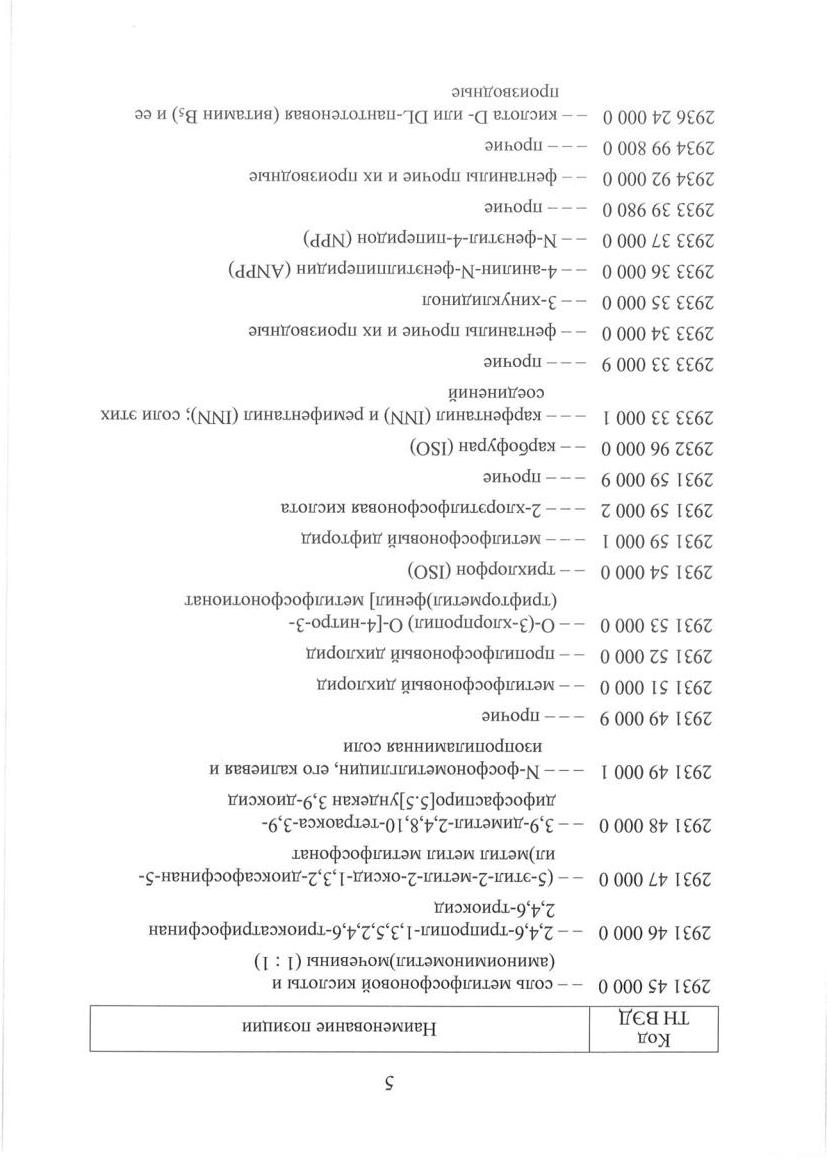 5
Код
ТН ВЭД
Наименование позиции
2931 45 000 0 – – соль метилфосфоновой кислоты и
(аминоиминометил)мочевины (1 : 1)
2931 46 000 0 – – 2,4,6-трипропил-1,3,5,2,4,6-триоксатрифосфинан
2,4,6-триоксид
2931 47 000 0 – – (5-этил-2-метил-2-оксид-1,3,2-диоксафосфинан-5-
ил)метил метил метилфосфонат
2931 48 000 0 – – 3,9-диметил-2,4,8,10-тетраокса-3,9-
дифосфаспиро[5.5]ундекан 3,9-диоксид
2931 49 000 1 – – – N-фосфонометилглицин, его калиевая и
изопропиламинная соли
2931 49 000 9 – – – прочие
2931 51 000 0 – – метилфосфоновый дихлорид
2931 52 000 0 – – пропилфосфоновый дихлорид
2931 53 000 0 – – О-(3-хлорпропил) О-[4-нитро-3-
(трифторметил)фенил] метилфосфонотионат
2931 54 000 0 – – трихлорфон (ISO)
2931 59 000 1 – – – метилфосфоновый дифторид
2931 59 000 2 – – – 2-хлорэтилфосфоновая кислота
2931 59 000 9 – – – прочие
2932 96 000 0 – – карбофуран (ISO)
2933 33 000 1 – – – карфентанил (INN) и ремифентанил (INN); соли этих
соединений
2933 33 000 9 – – – прочие
2933 34 000 0 – – фентанилы прочие и их производные
2933 35 000 0 – – 3-хинуклидинол
2933 36 000 0 – – 4-анилин-N-фенэтилпиперидин (ANPP)
2933 37 000 0 – – N-фенэтил-4-пиперидон (NPP)
2933 39 980 0 – – – прочие
2934 92 000 0 – – фентанилы прочие и их производные
2934 99 800 0 – – – прочие
2936 24 000 0 – – кислота D- или DL-пантотеновая (витамин B₅) и ее
производные